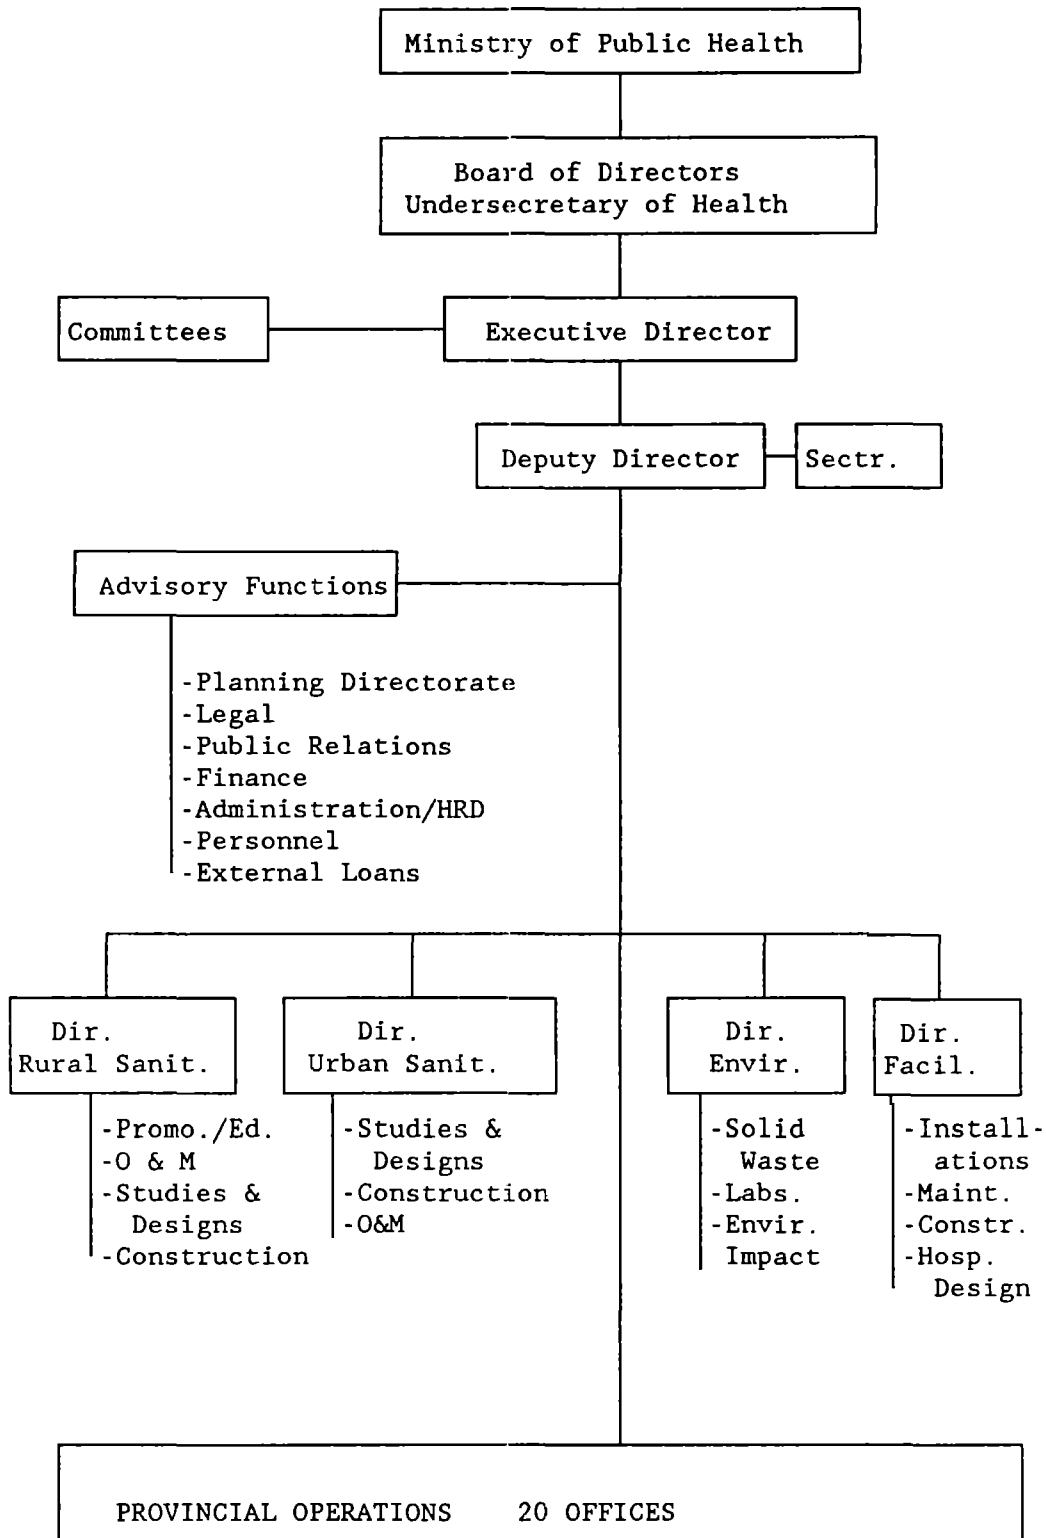 Ministry of Public Health
Board of Directors
Undersecretary of Health
Committees
Executive Director
Deputy Director
Sectr.
Advisory Functions
-Planning Directorate
-Legal
-Public Relations
-Finance
-Administration/HRD
-Personnel
-External Loans
Dir.
Rural Sanit.
-Promo./Ed.
-O & M
-Studies &
Designs
-Construction
Dir.
Urban Sanit.
-Studies &
Designs
-Construction
-O&M
Dir.
Envir.
-Solid
Waste
-Labs.
-Envir.
Impact
Dir.
Facil.
-Install-
ations
-Maint.
-Constr.
-Hosp.
Design
PROVINCIAL OPERATIONS 20 OFFICES